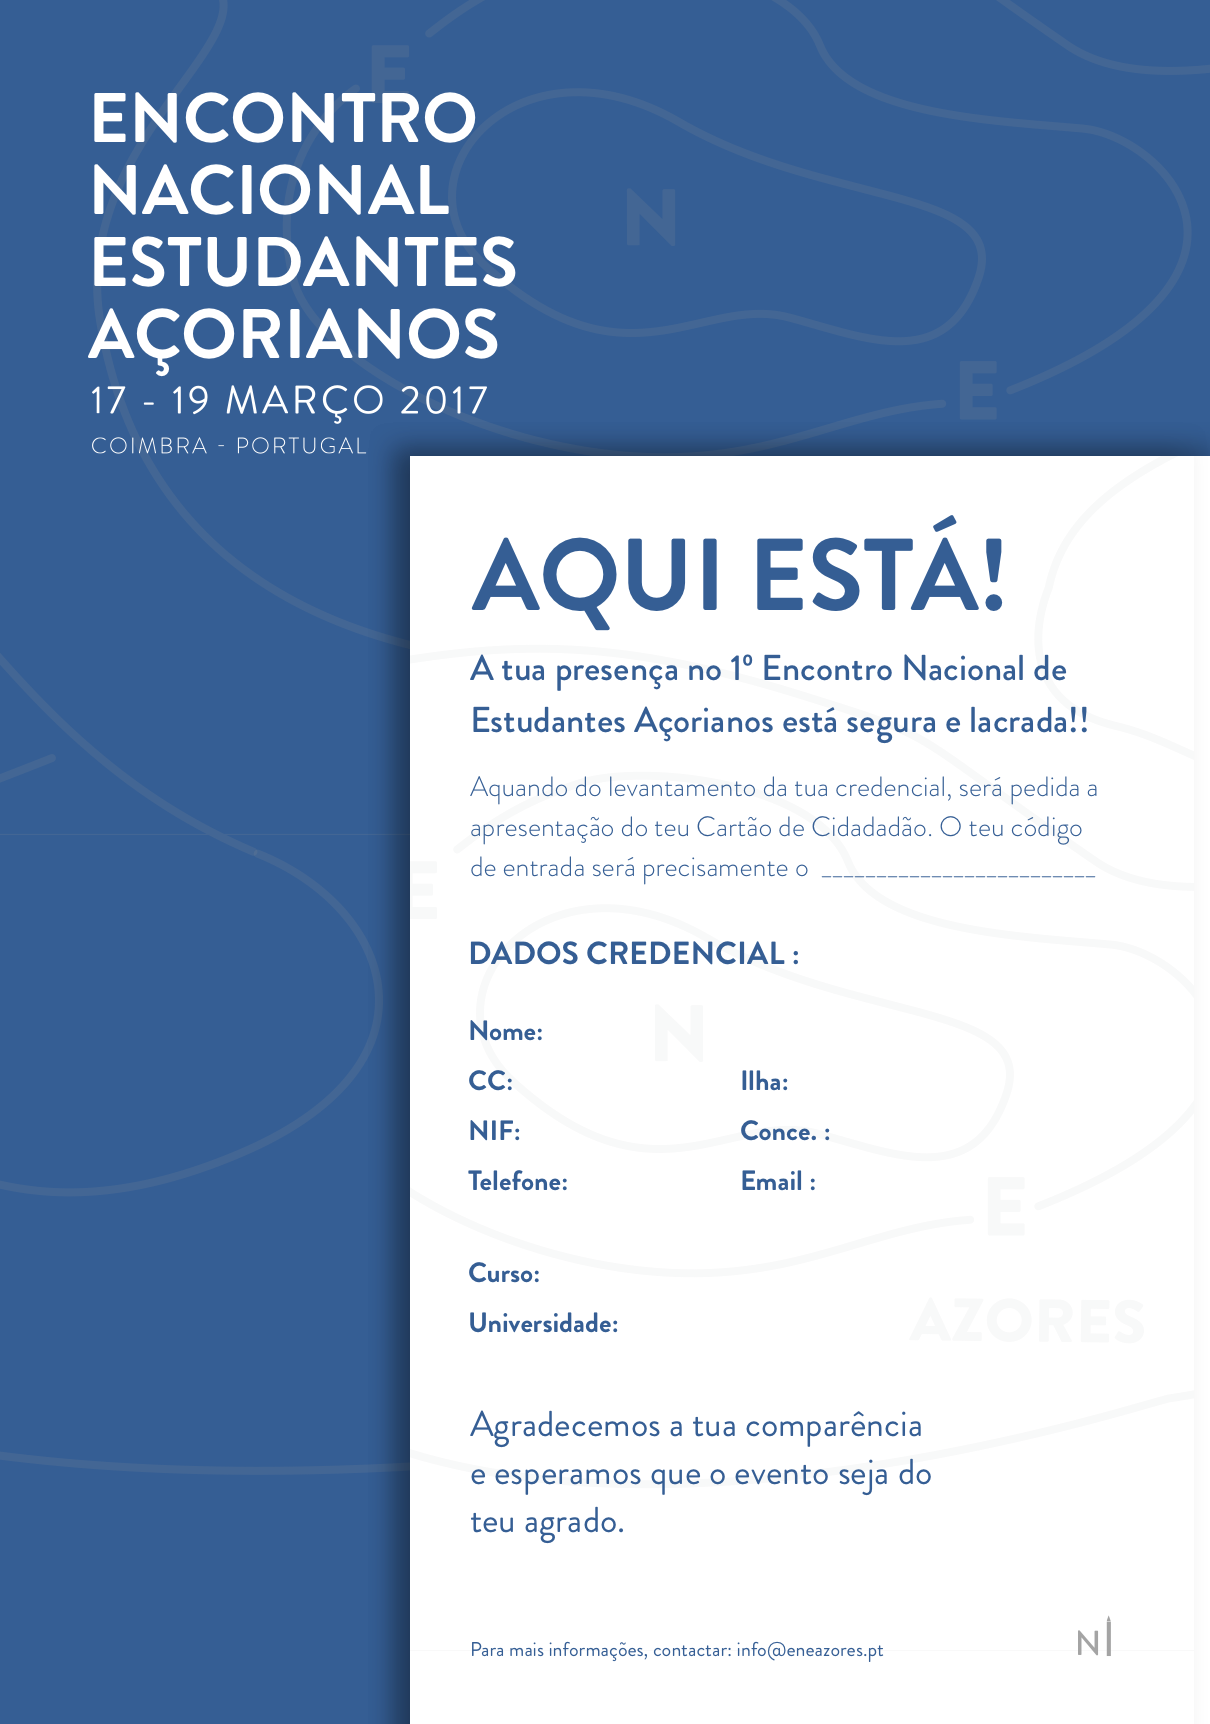 E
N
E
ENCONTRO
NACIONAL
ESTUDANTES
AÇORIANOS
17 - 19 MARÇO 2017
COIMBRA - PORTUGAL
AQUI ESTÁ!
A tua presença no 1º Encontro Nacional de
Estudantes Açorianos está segura e lacrada!!
Aquando do levantamento da tua credencial, será pedida a
apresentação do teu Cartão de Cidadadão. O teu código
de entrada será precisamente o _________________________
E
DADOS CREDENCIAL :
Nome:
N
CC:
Ilha:
NIF:
Conce. :
Telefone:
Email :
E
Curso:
Universidade:
AZORES
Agradecemos a tua comparência
e esperamos que o evento seja do
teu agrado.
Para mais informações, contactar: info@eneazores.pt
N